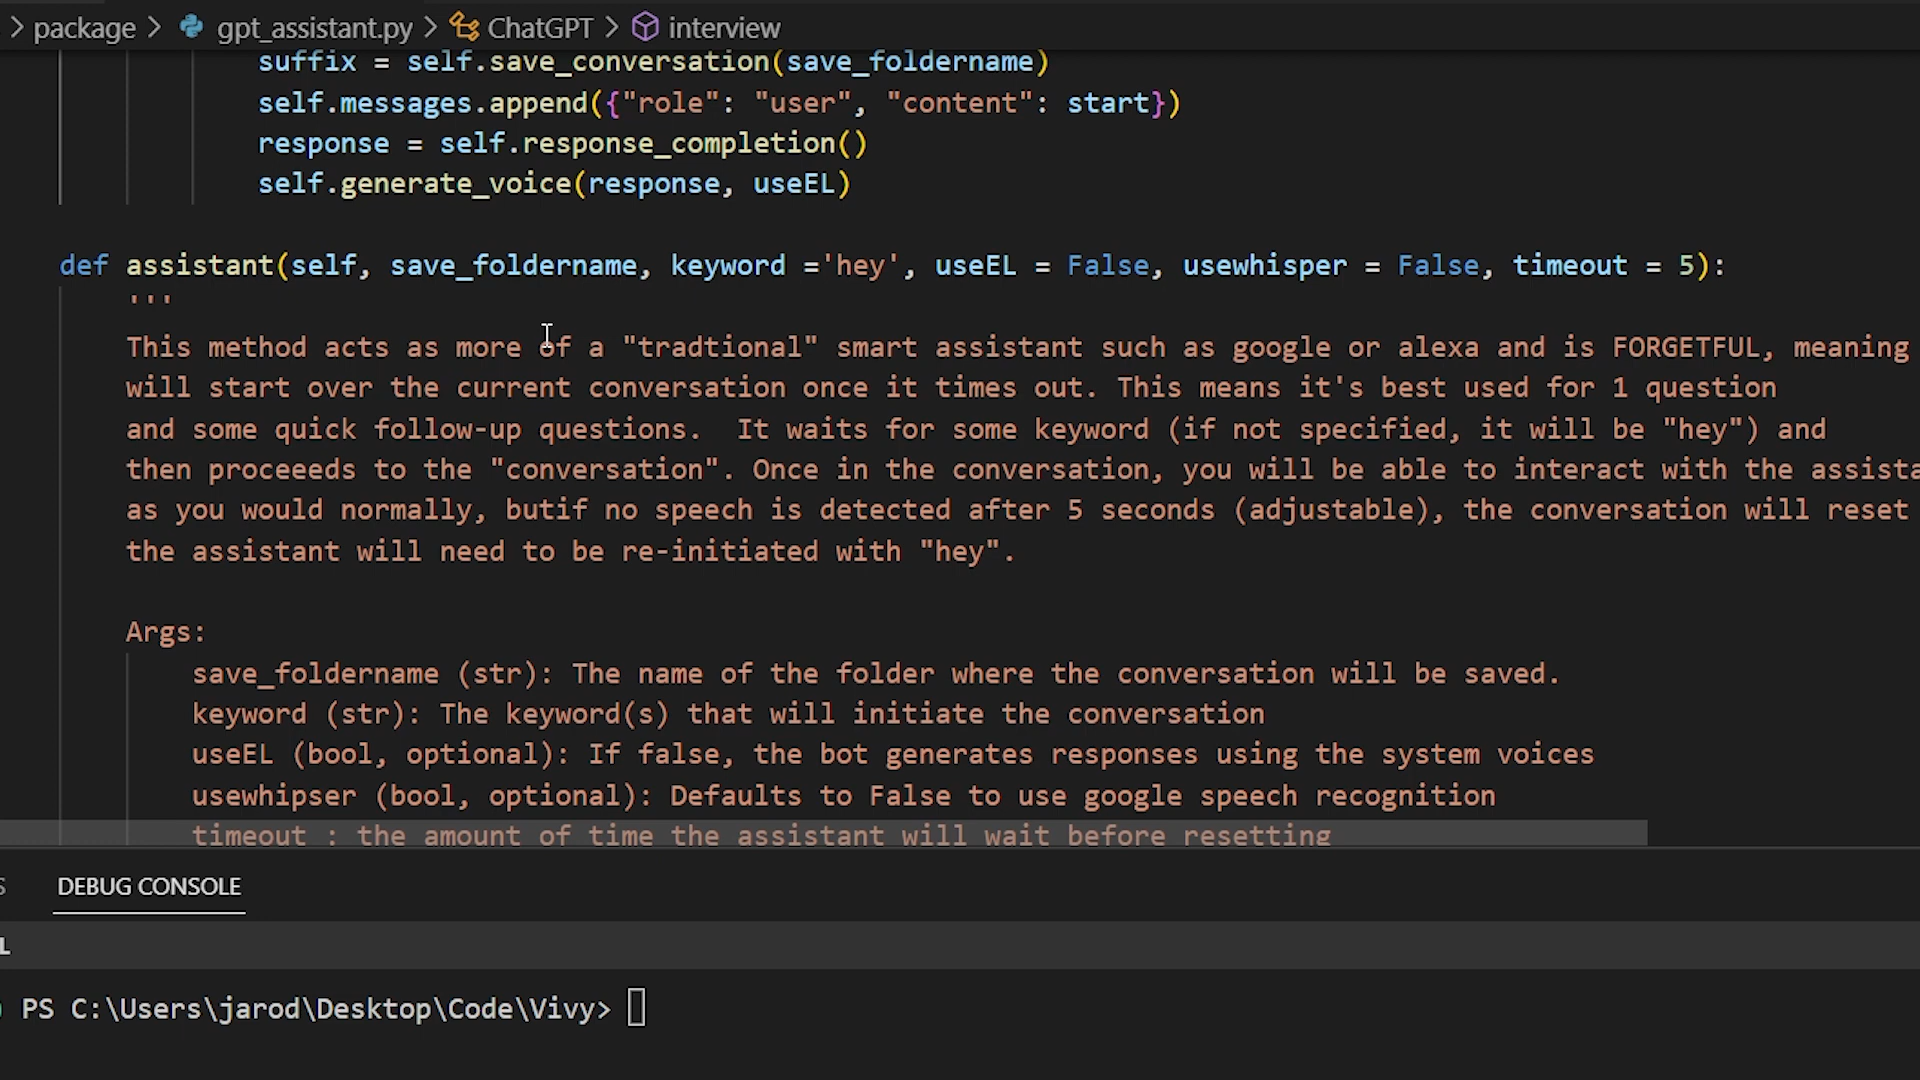 package > gpt_assistant.py > ChatGPT > interview
suffix = self.save_conversation(save_foldername)
self.messages.append({"role": "user", "content": start})
response = self.response_completion()
self.generate_voice(response, useEL)
def assistant(self, save_foldername, keyword ='hey', useEL = False, usewhisper = False, timeout = 5):
'''
This method acts as more of a "tradtional" smart assistant such as google or alexa and is FORGETFUL, meaning
will start over the current conversation once it times out. This means it's best used for 1 question
and some quick follow-up questions.  It waits for some keyword (if not specified, it will be "hey") and
then proceeeds to the "conversation". Once in the conversation, you will be able to interact with the assista
as you would normally, butif no speech is detected after 5 seconds (adjustable), the conversation will reset
the assistant will need to be re-initiated with "hey".
Args:
save_foldername (str): The name of the folder where the conversation will be saved.
keyword (str): The keyword(s) that will initiate the conversation
useEL (bool, optional): If false, the bot generates responses using the system voices
usewhipser (bool, optional): Defaults to False to use google speech recognition
timeout : the amount of time the assistant will wait before resetting
S DEBUG CONSOLE
L
PS C:\Users\jarod\Desktop\Code\Vivy>